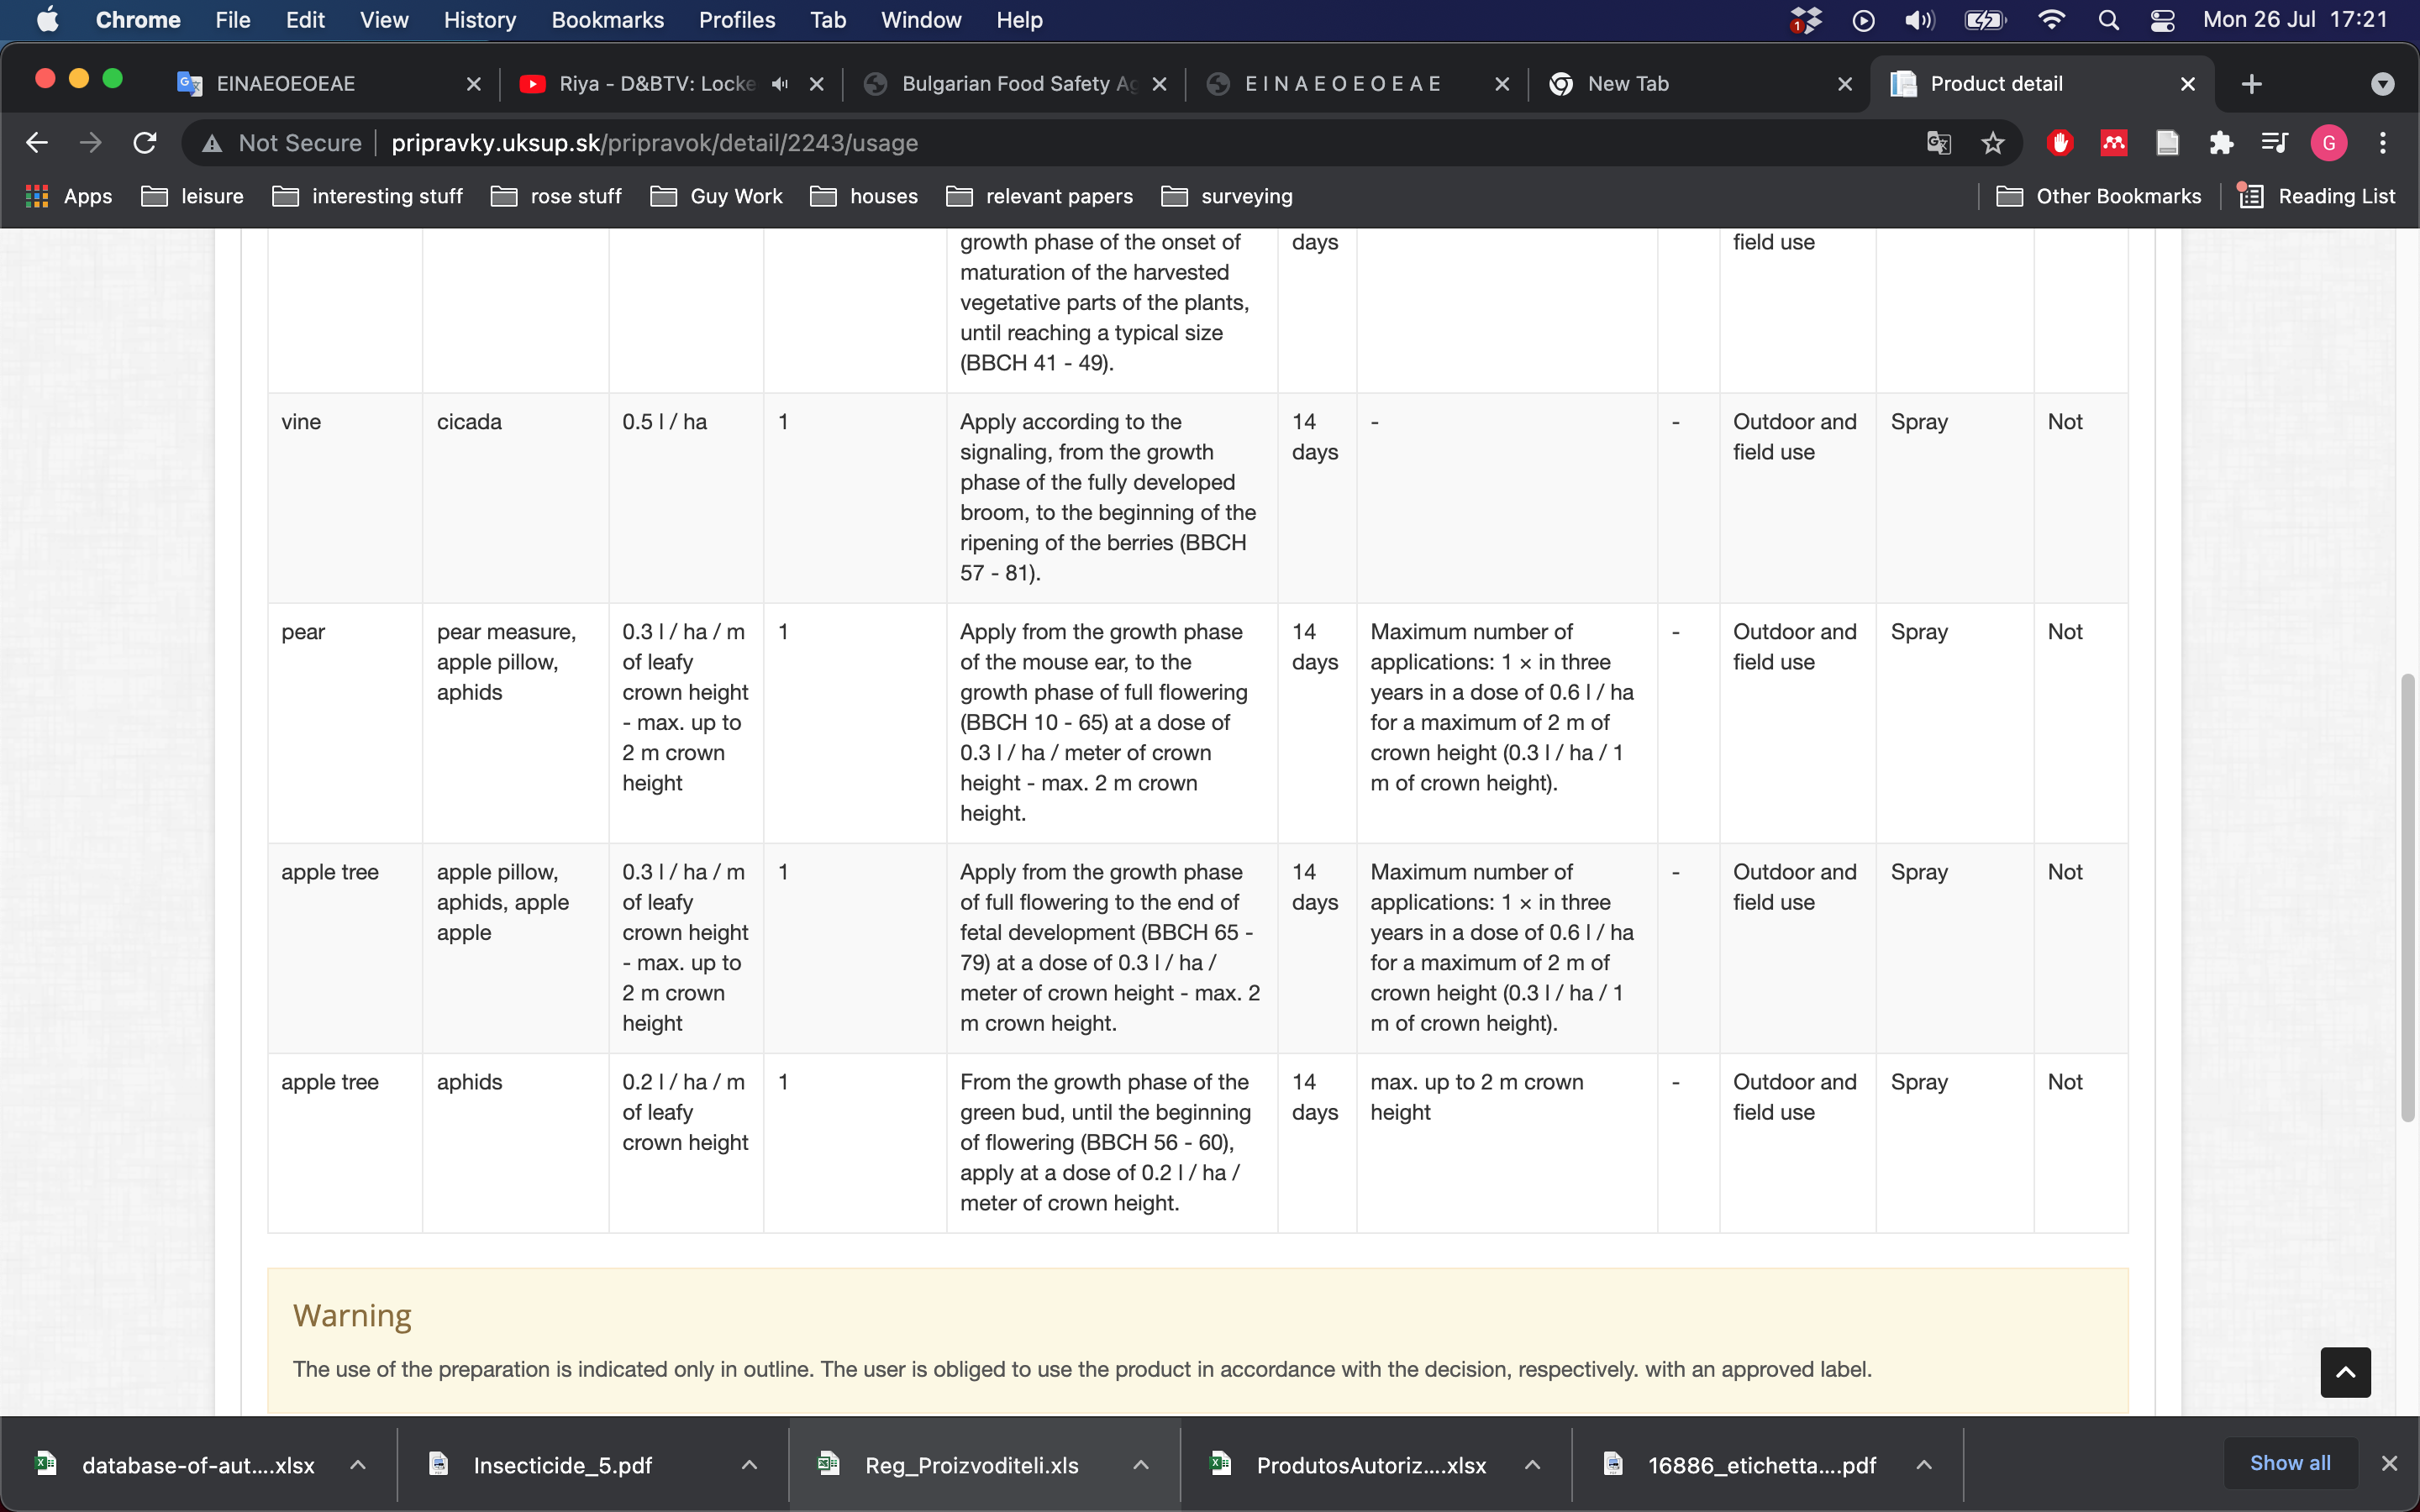 Chrome File Edit View History Bookmarks Profiles Tab Window Help 1 Mon 26 Jul 17:21
EINAEOEOEAE Riya - D&BTV: Locke Bulgarian Food Safety Ag E I N A E O E O E A E New Tab Product detail
Not Secure pripravky.uksup.sk/pripravok/detail/2243/usage G
Apps leisure interesting stuff rose stuff Guy Work houses relevant papers surveying Other Bookmarks Reading List
growth phase of the onset of
maturation of the harvested
vegetative parts of the plants,
until reaching a typical size
(BBCH 41 - 49).
days
field use
vine
cicada
0.5 l / ha
1
Apply according to the
signaling, from the growth
phase of the fully developed
broom, to the beginning of the
ripening of the berries (BBCH
57 - 81).
14
days
-
-
Outdoor and
field use
Spray
Not
pear
pear measure,
apple pillow,
aphids
0.3 l / ha / m
of leafy
crown height
- max. up to
2 m crown
height
1
Apply from the growth phase
of the mouse ear, to the
growth phase of full flowering
(BBCH 10 - 65) at a dose of
0.3 l / ha / meter of crown
height - max. 2 m crown
height.
14
days
Maximum number of
applications: 1 × in three
years in a dose of 0.6 l / ha
for a maximum of 2 m of
crown height (0.3 l / ha / 1
m of crown height).
-
Outdoor and
field use
Spray
Not
apple tree
apple pillow,
aphids, apple
apple
0.3 l / ha / m
of leafy
crown height
- max. up to
2 m crown
height
1
Apply from the growth phase
of full flowering to the end of
fetal development (BBCH 65 -
79) at a dose of 0.3 l / ha /
meter of crown height - max. 2
m crown height.
14
days
Maximum number of
applications: 1 × in three
years in a dose of 0.6 l / ha
for a maximum of 2 m of
crown height (0.3 l / ha / 1
m of crown height).
-
Outdoor and
field use
Spray
Not
apple tree
aphids
0.2 l / ha / m
of leafy
crown height
1
From the growth phase of the
green bud, until the beginning
of flowering (BBCH 56 - 60),
apply at a dose of 0.2 l / ha /
meter of crown height.
14
days
max. up to 2 m crown
height
-
Outdoor and
field use
Spray
Not
Warning
The use of the preparation is indicated only in outline. The user is obliged to use the product in accordance with the decision, respectively. with an approved label.
database-of-aut....xlsx Insecticide_5.pdf Reg_Proizvoditeli.xls ProdutosAutoriz....xlsx 16886_etichetta....pdf Show all